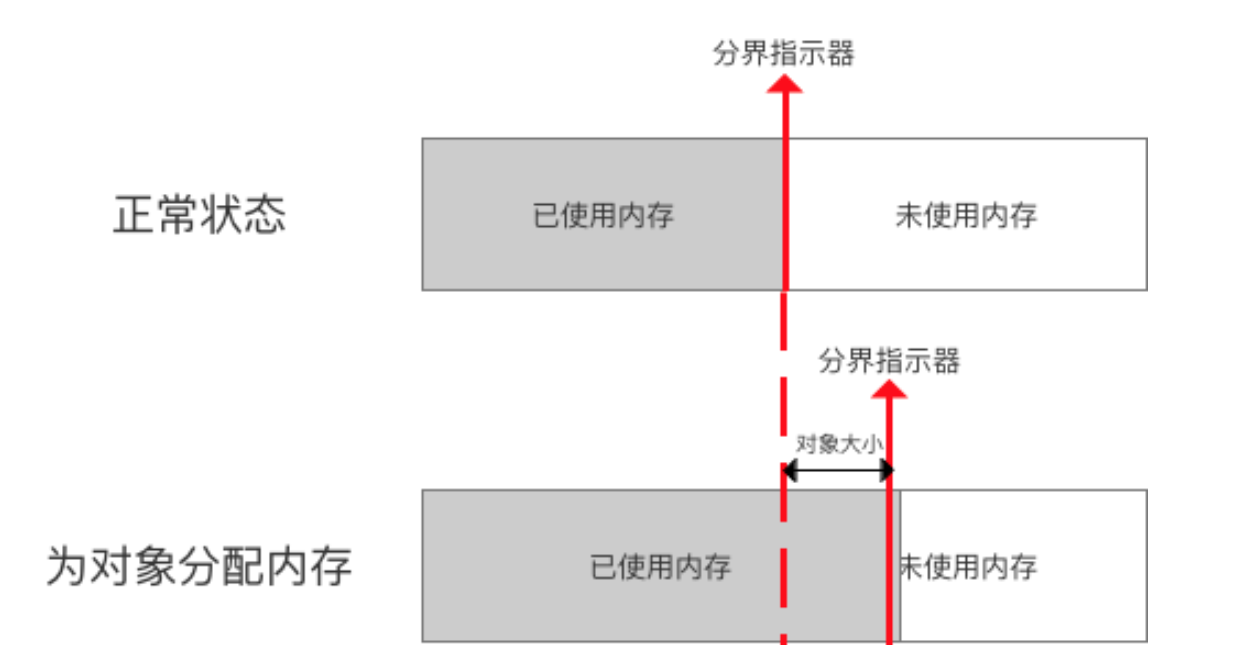 分界指示器
正常状态
已使用内存
未使用内存
分界指示器
对象大小
为对象分配内存
已使用内存
未使用内存